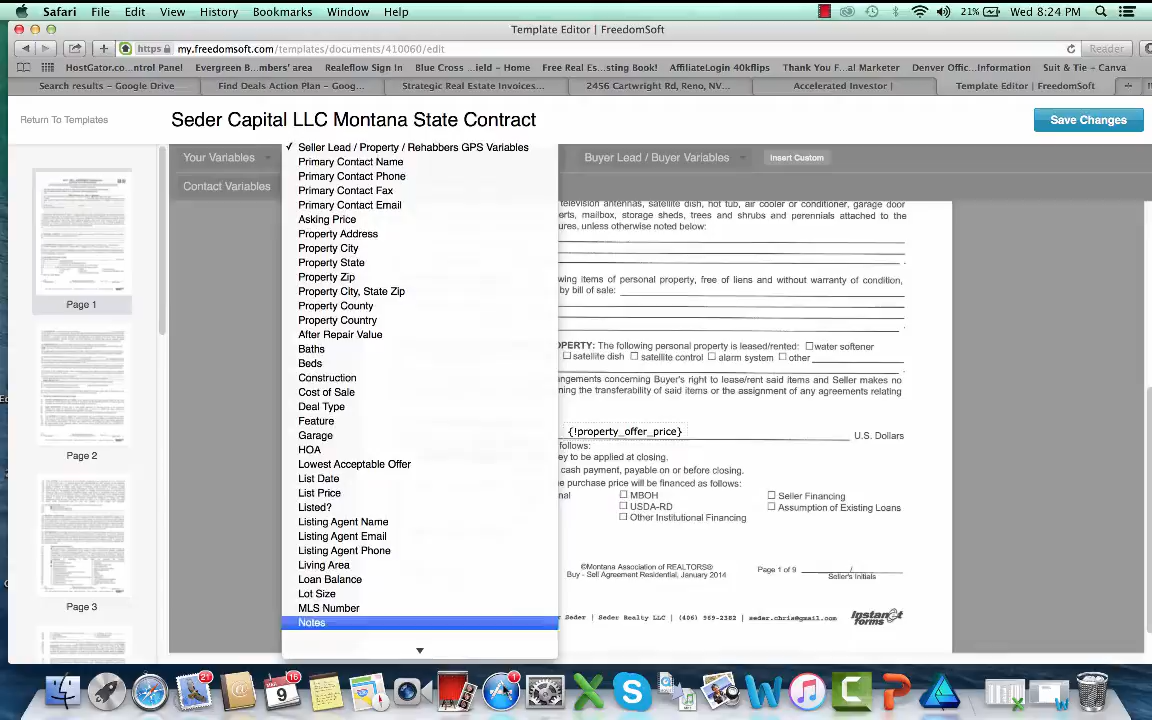 Safari File Edit View History Bookmarks Window Help 21% Wed 8:24 PM
Template Editor | FreedomSoft
https my.freedomsoft.com/templates/documents/410060/edit Reader
HostGator.co...ntrol Panel Evergreen B...mbers' area Realeflow Sign In Blue Cross ...ield - Home Free Real Es...sting Book! AffiliateLogin 40kflips Thank You F...al Marketer Denver Offic...Information Suit & Tie – Canva
Search results - Google Drive Find Deals Action Plan - Goog... Strategic Real Estate Invoices... 2456 Cartwright Rd, Reno, NV... Accelerated Investor | Template Editor | FreedomSoft
Return To Templates
Seder Capital LLC Montana State Contract
Save Changes
Your Variables
✓ Seller Lead / Property / Rehabbers GPS Variables
Buyer Lead / Buyer Variables
Insert Custom
Contact Variables
Primary Contact Name
Primary Contact Phone
Primary Contact Fax
Primary Contact Email
Asking Price
Property Address
Property City
Property State
Property Zip
Property City, State Zip
Property County
Property Country
After Repair Value
Baths
Beds
Construction
Cost of Sale
Deal Type
Feature
Garage
HOA
Lowest Acceptable Offer
List Date
List Price
Listed?
Listing Agent Name
Listing Agent Email
Listing Agent Phone
Living Area
Loan Balance
Lot Size
MLS Number
Notes
Page 1
Page 2
Page 3
television antennas, satellite dish, hot tub, air cooler or conditioner, garage door
erts, mailbox, storage sheds, trees and shrubs and perennials attached to the
ures, unless otherwise noted below:
wing items of personal property, free of liens and without warranty of condition,
by bill of sale:
PERTY: The following personal property is leased/rented: water softener
satellite dish satellite control alarm system other
ngements concerning Buyer's right to lease/rent said items and Seller makes no
ning the transferability of said items or the assignment of any agreements relating
{!property_offer_price}
U.S. Dollars
follows:
ey to be applied at closing.
cash payment, payable on or before closing.
e purchase price will be financed as follows:
nal MBOH Seller Financing
USDA-RD Assumption of Existing Loans
Other Institutional Financing
©Montana Association of REALTORS®
Buy - Sell Agreement Residential, January 2014
Page 1 of 9 /
Seller's Initials
Seder | Seder Realty LLC | (406) 969-2382 | seder.chris@gmail.com
instanet forms
21
MAR 9
16
1